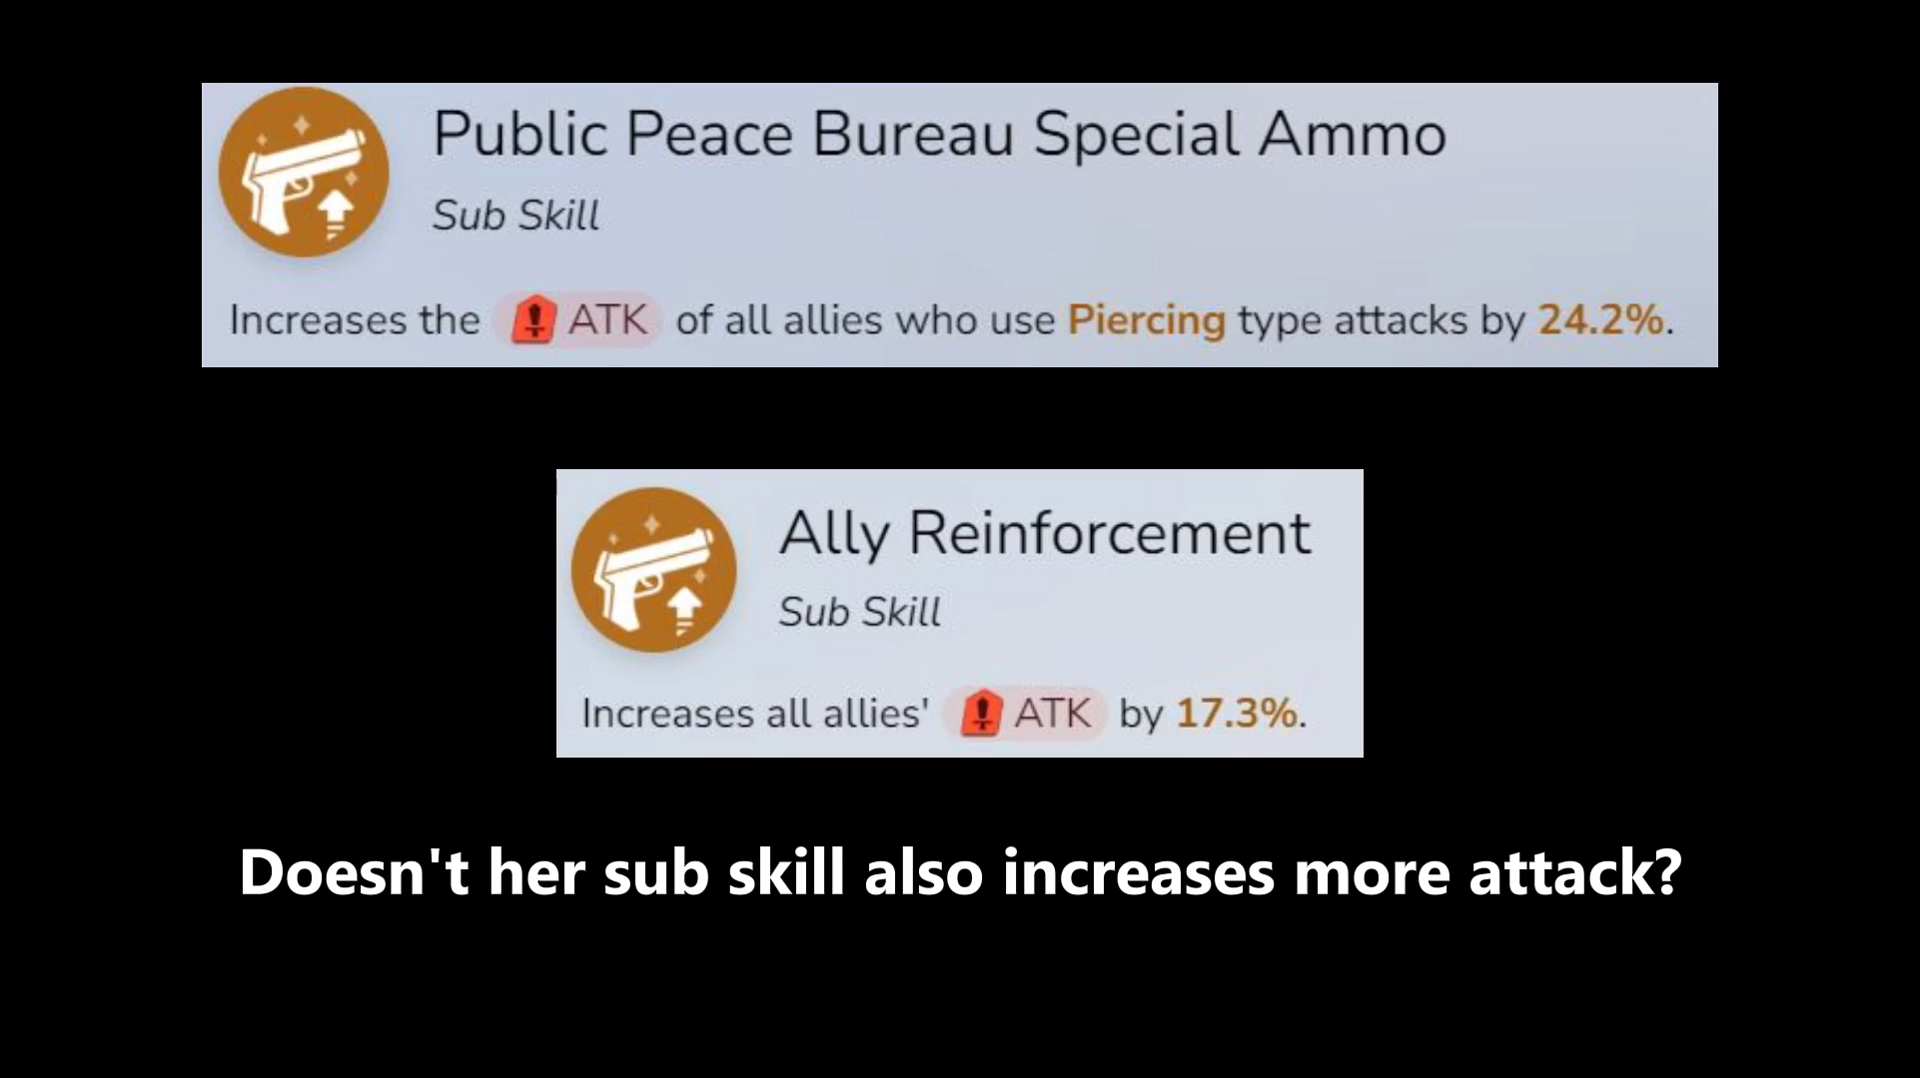 Public Peace Bureau Special Ammo
Sub Skill
Increases the ATK of all allies who use Piercing type attacks by 24.2%.
Ally Reinforcement
Sub Skill
Increases all allies' ATK by 17.3%.
Doesn't her sub skill also increases more attack?